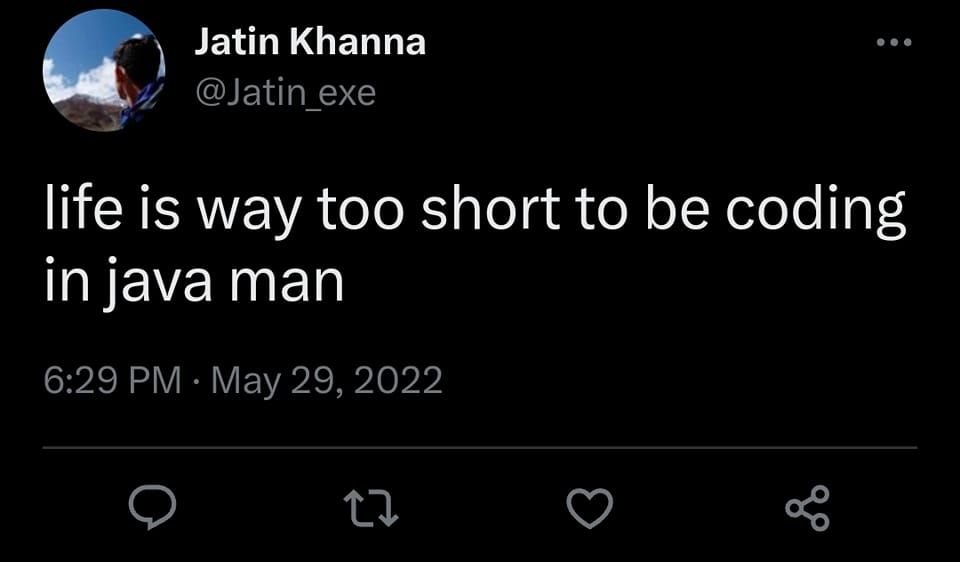 Jatin Khanna
@Jatin_exe
life is way too short to be coding
in java man
6:29 PM · May 29, 2022